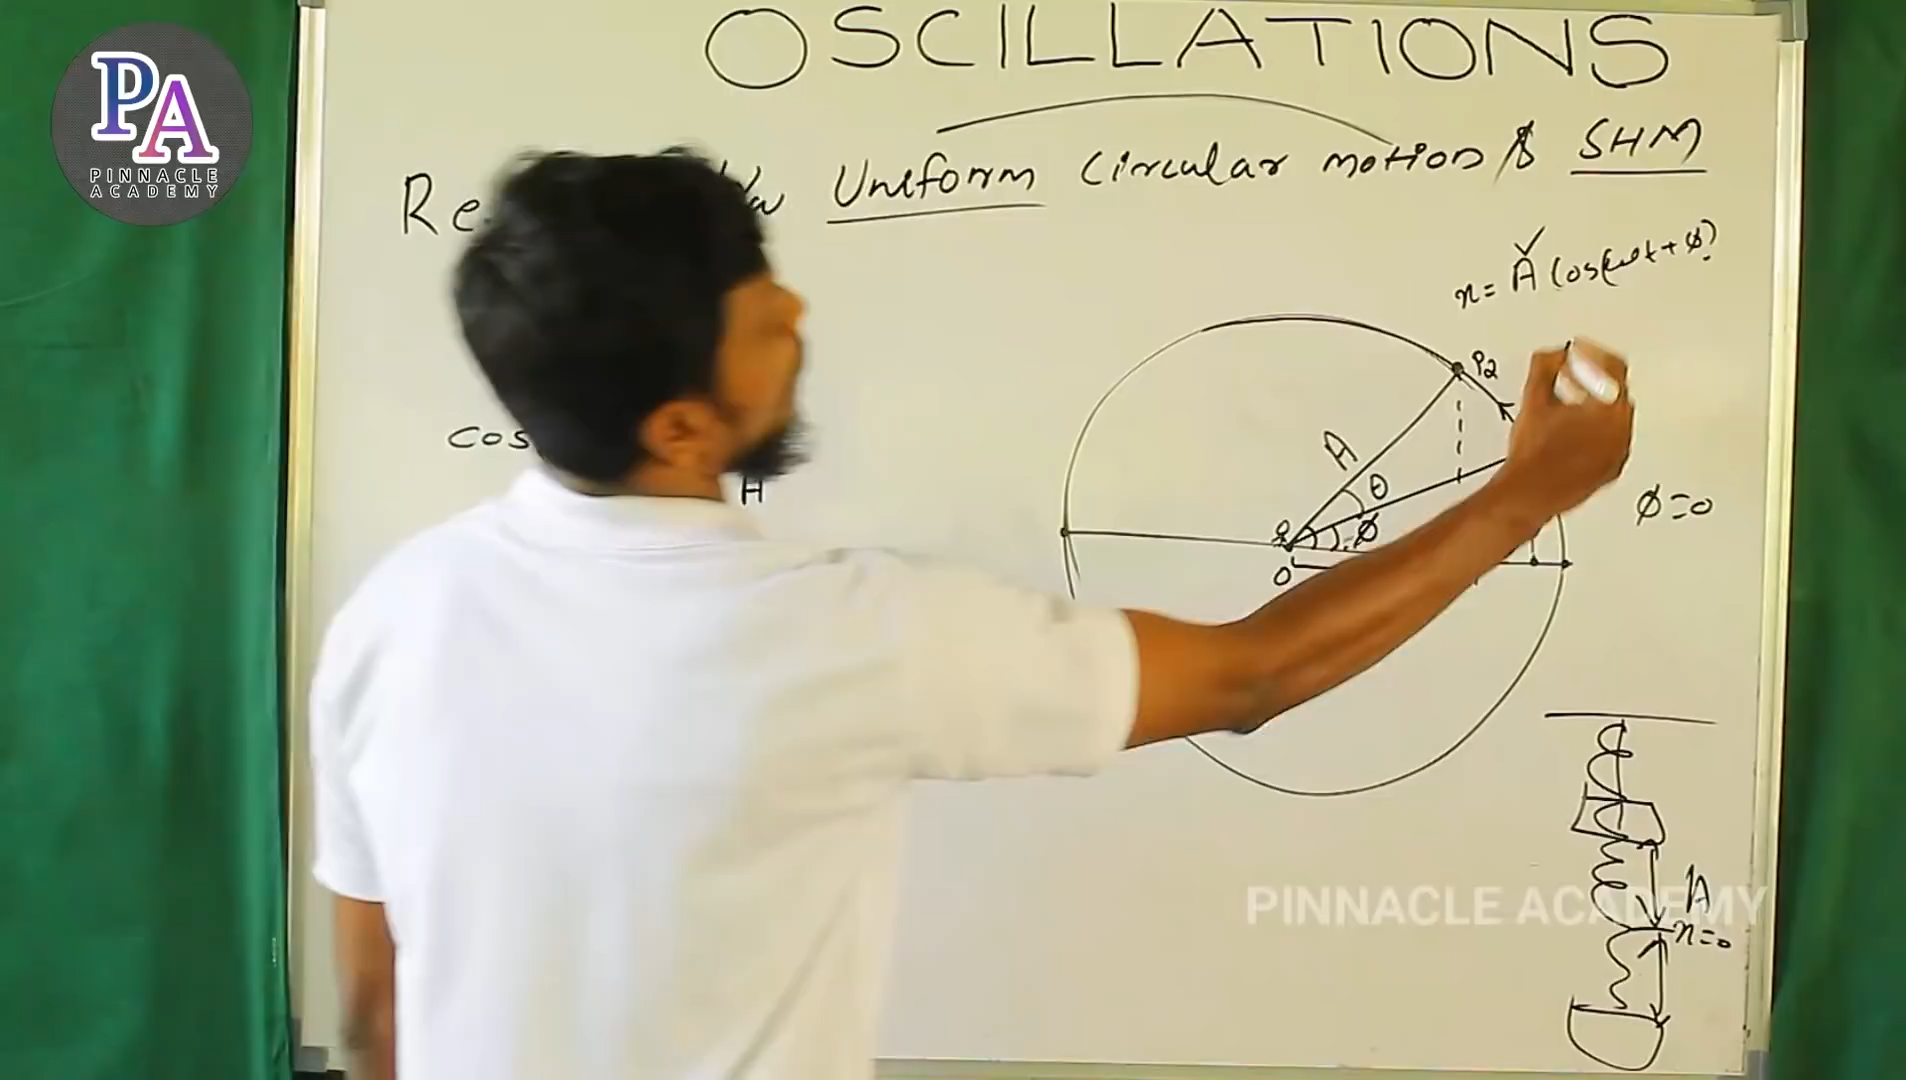 OSCILLATIONS
PA
PINNACLE
ACADEMY
Re b/w Uniform Circular motion & SHM
x = A cos(ωt + φ)
P2
cos
A
A
θ
φ
φ=0
O
A
x=0
PINNACLE ACADEMY